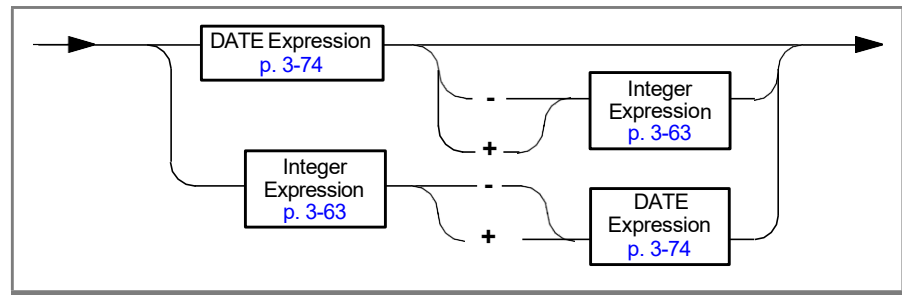 DATE Expression
p. 3-74
-
Integer
Expression
p. 3-63
+
Integer
Expression
p. 3-63
-
+
DATE
Expression
p. 3-74